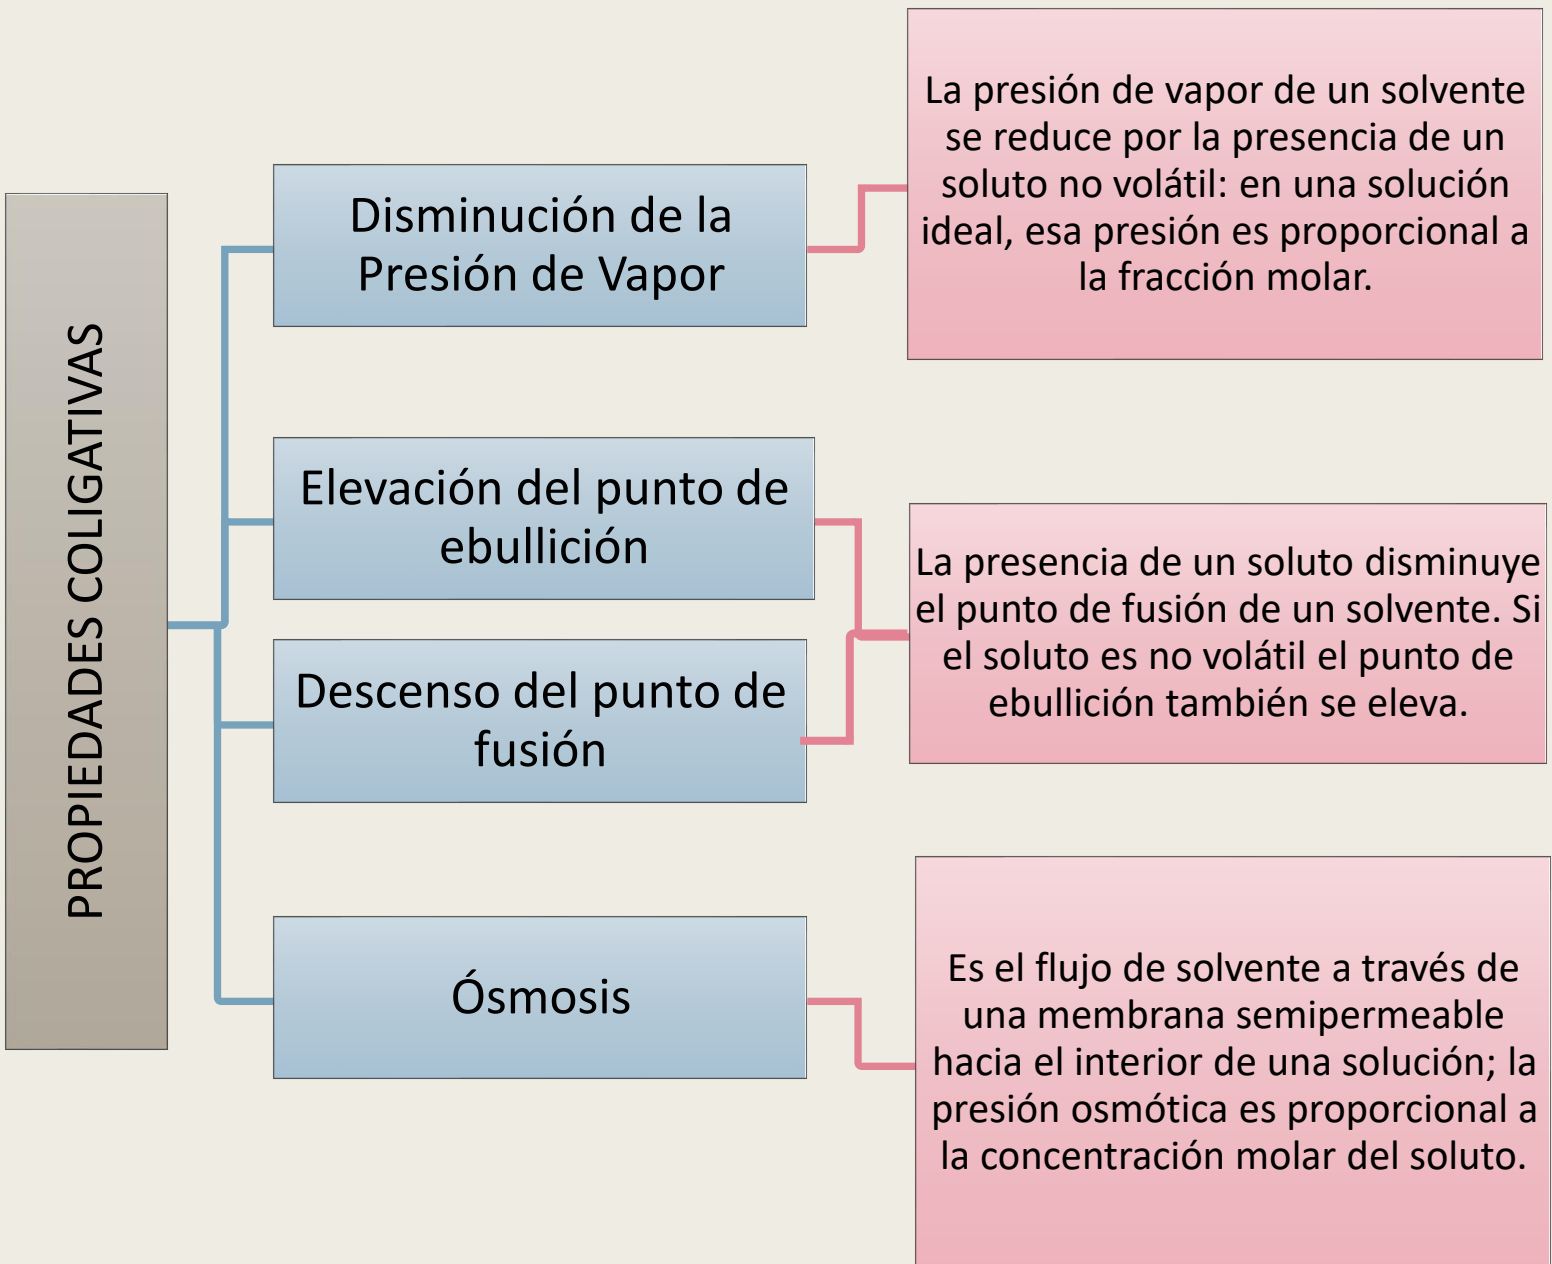 PROPIEDADES COLIGATIVAS
Disminución de la
Presión de Vapor
La presión de vapor de un solvente
se reduce por la presencia de un
soluto no volátil: en una solución
ideal, esa presión es proporcional a
la fracción molar.
Elevación del punto de
ebullición
Descenso del punto de
fusión
La presencia de un soluto disminuye
el punto de fusión de un solvente. Si
el soluto es no volátil el punto de
ebullición también se eleva.
Ósmosis
Es el flujo de solvente a través de
una membrana semipermeable
hacia el interior de una solución; la
presión osmótica es proporcional a
la concentración molar del soluto.